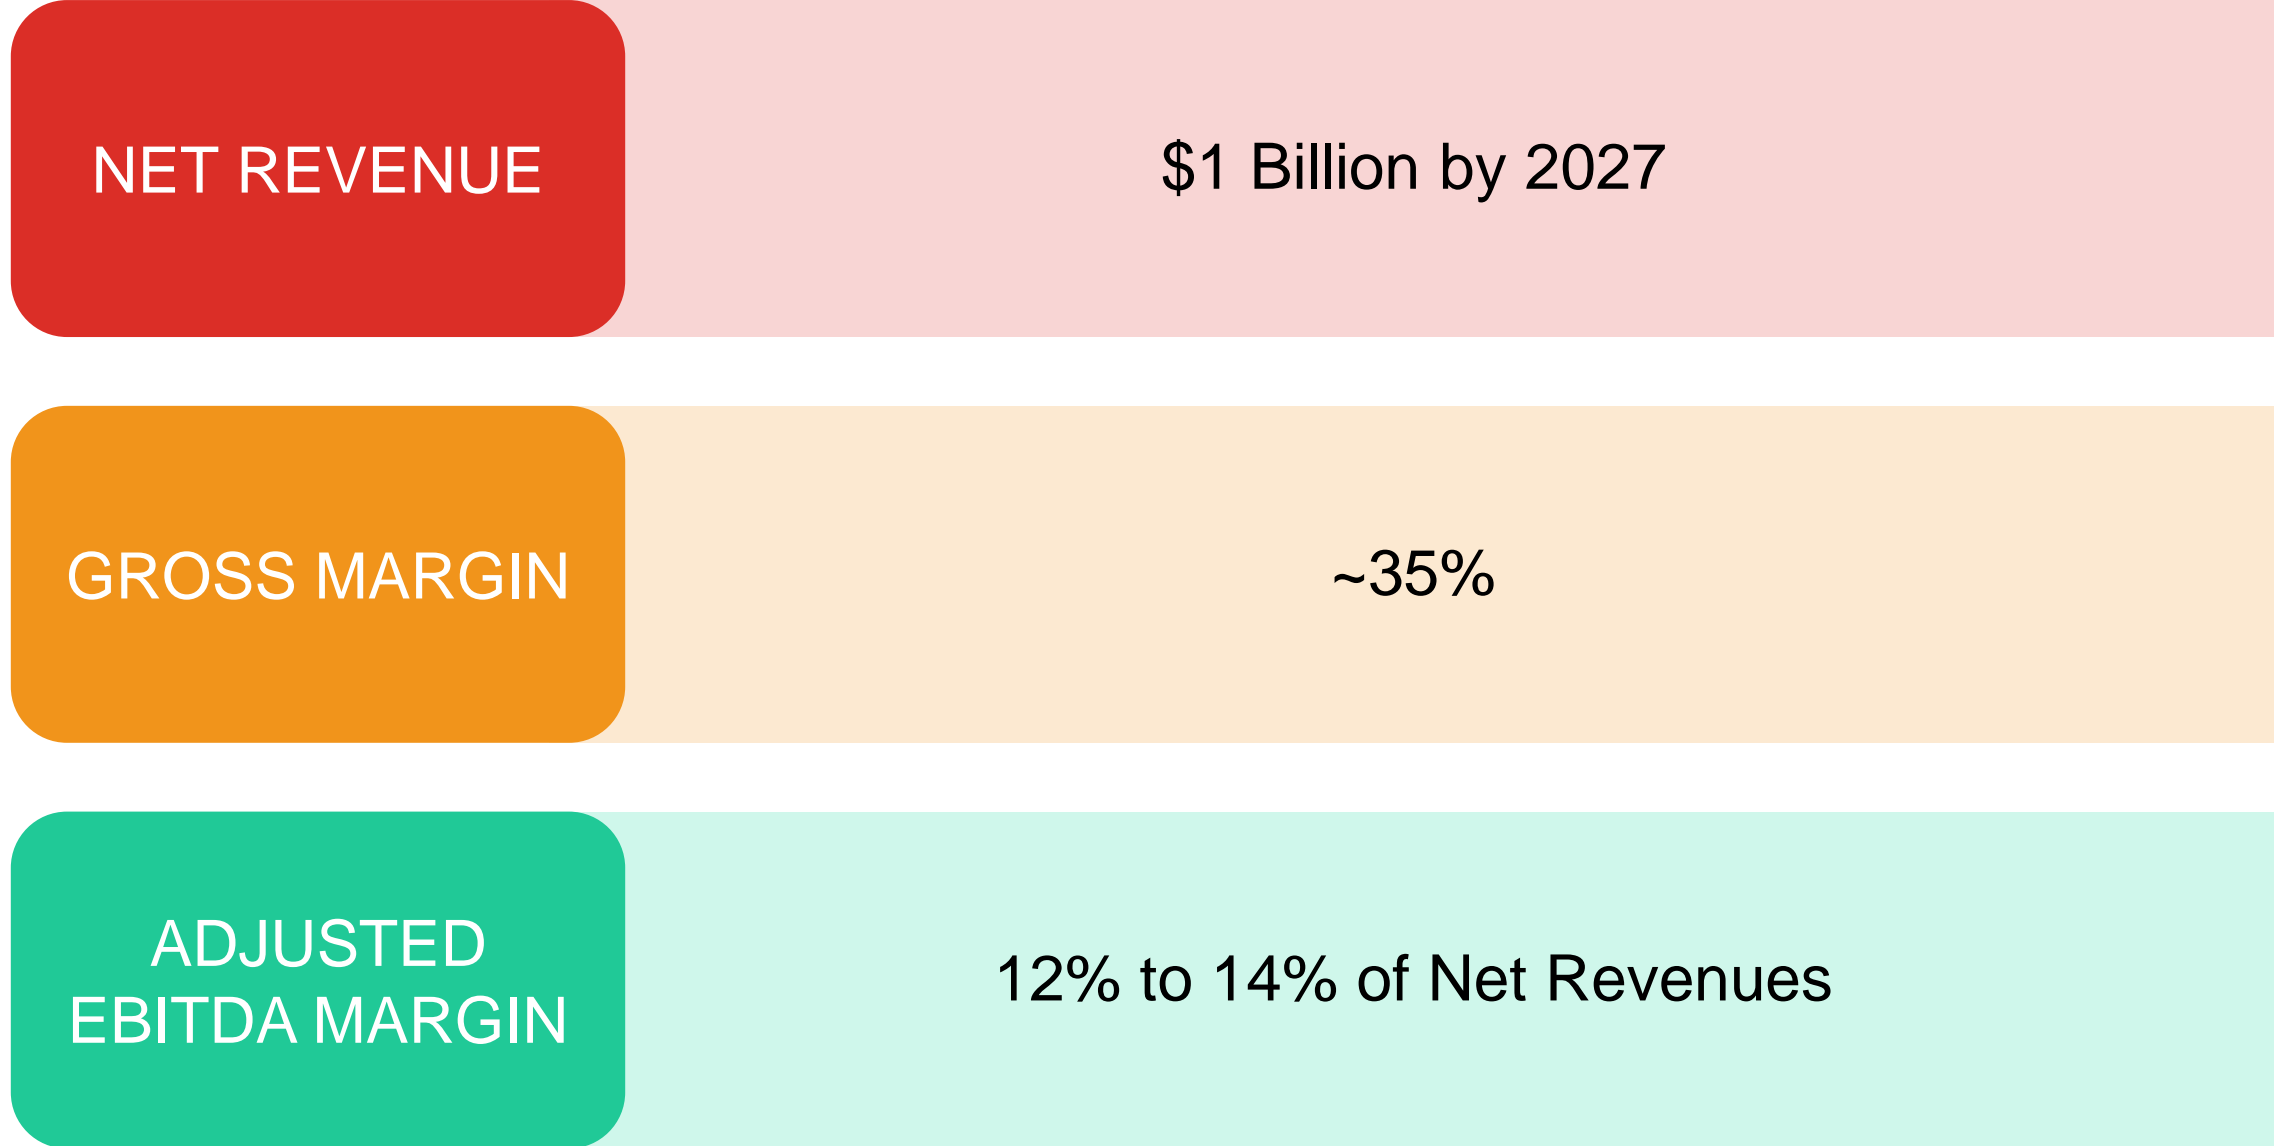 NET REVENUE
$1 Billion by 2027
GROSS MARGIN
~35%
ADJUSTED
EBITDA MARGIN
12% to 14% of Net Revenues